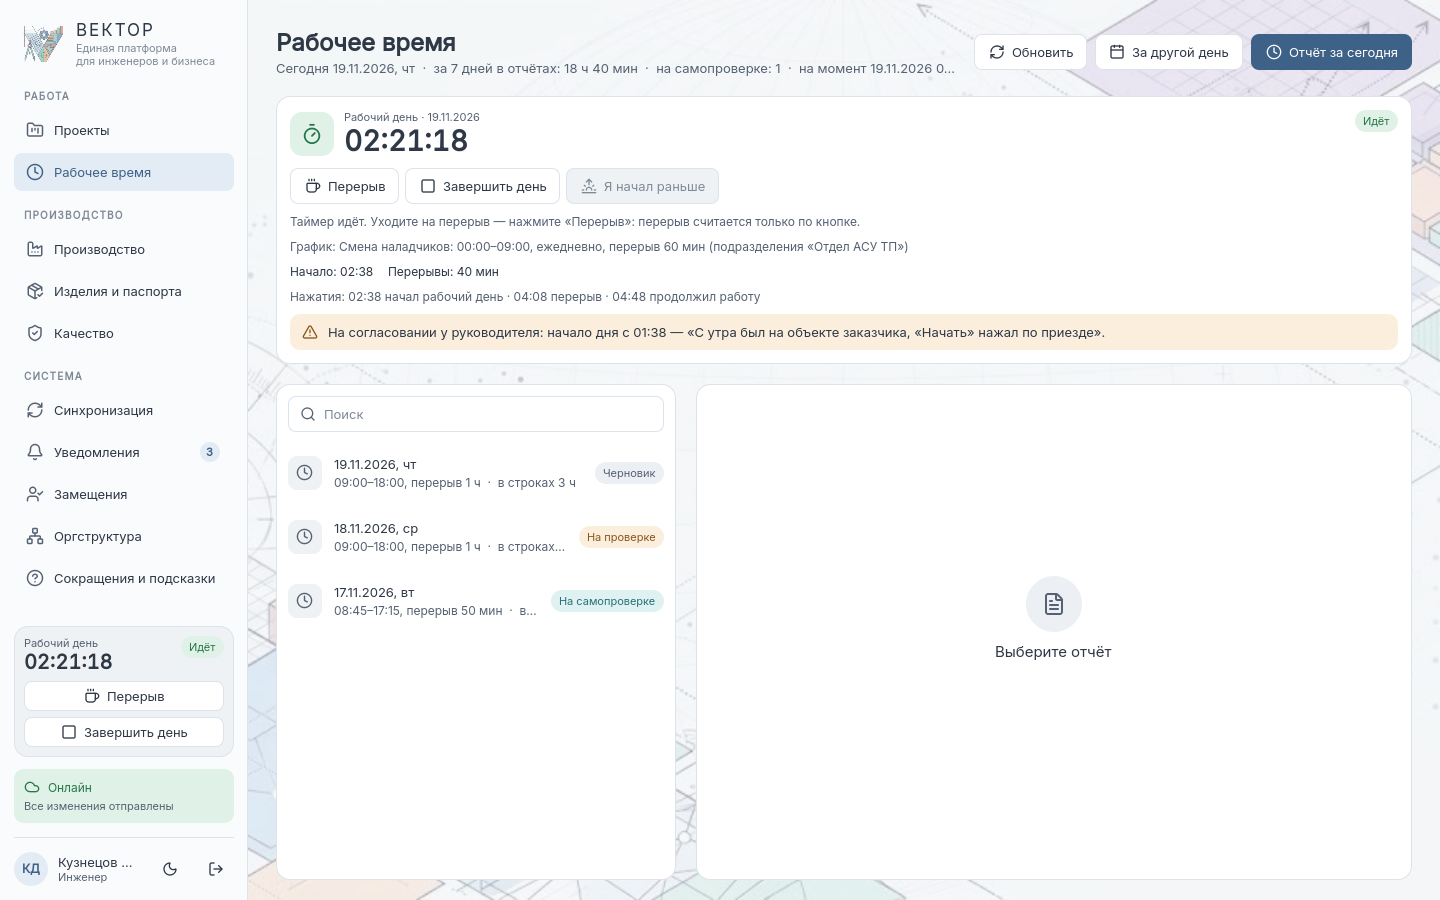 ВЕКТОР
Единая платформа
для инженеров и бизнеса
РАБОТА
Проекты
Рабочее время
ПРОИЗВОДСТВО
Производство
Изделия и паспорта
Качество
СИСТЕМА
Синхронизация
Уведомления 3
Замещения
Оргструктура
Сокращения и подсказки
Рабочий день
Идёт
02:21:18
Перерыв
Завершить день
Онлайн
Все изменения отправлены
КД
Кузнецов ...
Инженер
Рабочее время
Сегодня 19.11.2026, чт · за 7 дней в отчётах: 18 ч 40 мин · на самопроверке: 1 · на момент 19.11.2026 0...
Обновить
За другой день
Отчёт за сегодня
Рабочий день · 19.11.2026
02:21:18
Идёт
Перерыв
Завершить день
Я начал раньше
Таймер идёт. Уходите на перерыв — нажмите «Перерыв»: перерыв считается только по кнопке.
График: Смена наладчиков: 00:00–09:00, ежедневно, перерыв 60 мин (подразделения «Отдел АСУ ТП»)
Начало: 02:38 Перерывы: 40 мин
Нажатия: 02:38 начал рабочий день · 04:08 перерыв · 04:48 продолжил работу
На согласовании у руководителя: начало дня с 01:38 — «С утра был на объекте заказчика, «Начать» нажал по приезде».
Поиск
19.11.2026, чт
09:00–18:00, перерыв 1 ч · в строках 3 ч
Черновик
18.11.2026, ср
09:00–18:00, перерыв 1 ч · в строках...
На проверке
17.11.2026, вт
08:45–17:15, перерыв 50 мин · в...
На самопроверке
Выберите отчёт